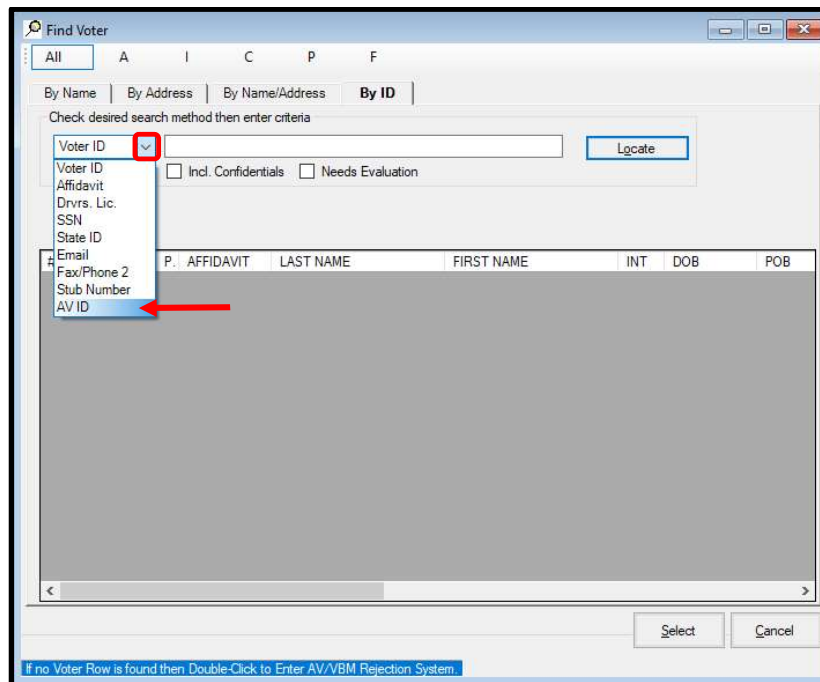 Find Voter
All A I C P F
By Name By Address By Name/Address By ID
Check desired search method then enter criteria
Voter ID Locate
Voter ID Incl. Confidentials Needs Evaluation
Affidavit
Drvrs. Lic.
SSN
State ID
Email
# P. AFFIDAVIT LAST NAME FIRST NAME INT DOB POB
Fax/Phone 2
Stub Number
AV ID
Select Cancel
If no Voter Row is found then Double-Click to Enter AV/VBM Rejection System.